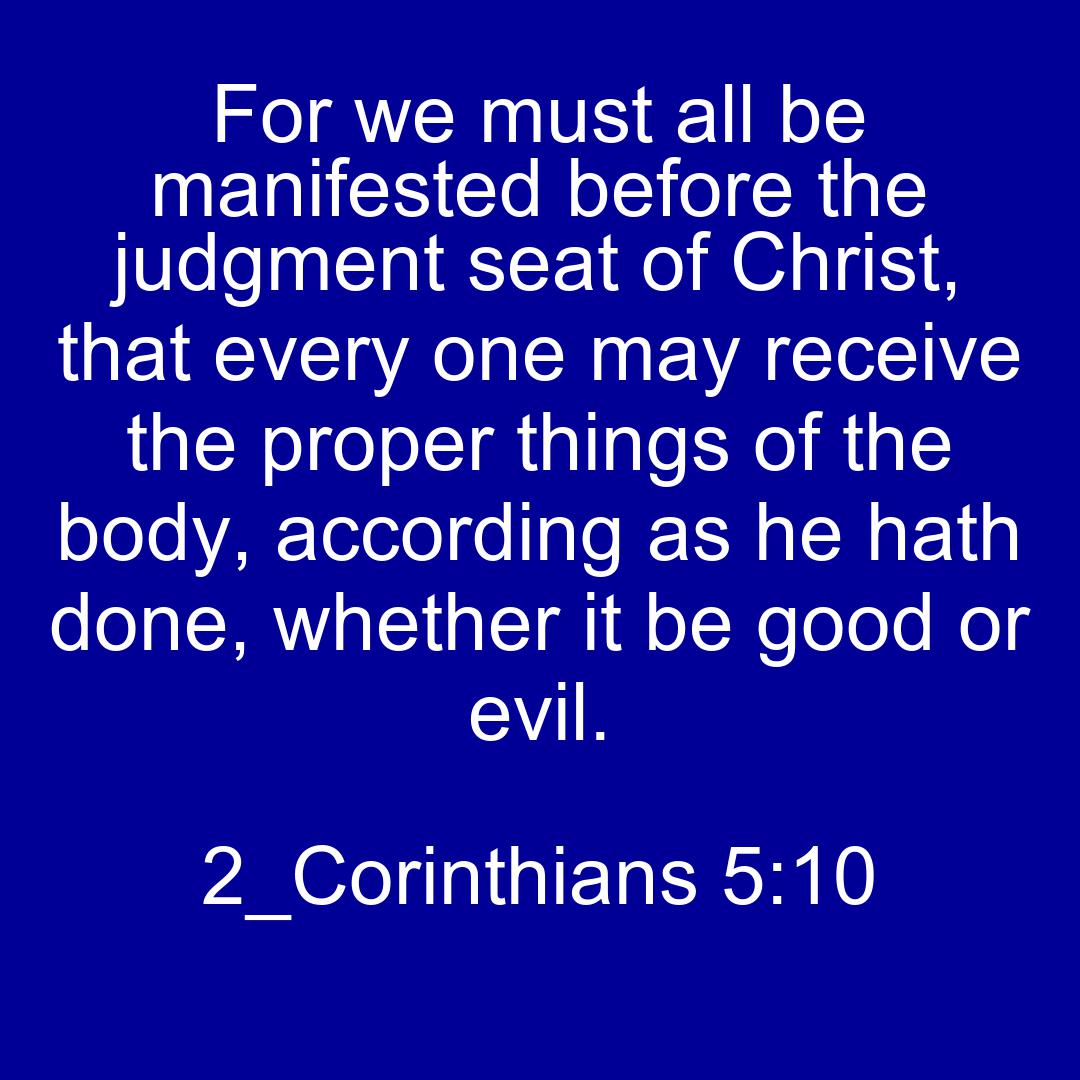 For we must all be
manifested before the
judgment seat of Christ,
that every one may receive
the proper things of the
body, according as he hath
done, whether it be good or
evil.
2_Corinthians 5:10